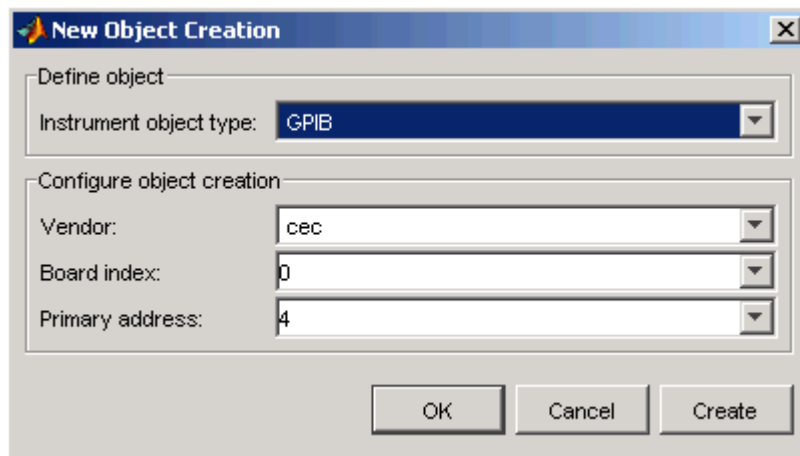 New Object Creation
Define object
Instrument object type: GPIB
Configure object creation
Vendor: cec
Board index: 0
Primary address: 4
OK Cancel Create